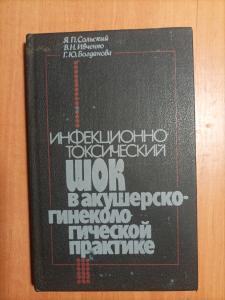 Я.П.Сольский
В.Н.Ивченко
Г.Ю.Богданова
ИНФЕКЦИОННО-
ТОКСИЧЕСКИЙ
ШОК
в акушерско-
гинеколо-
гической
практике